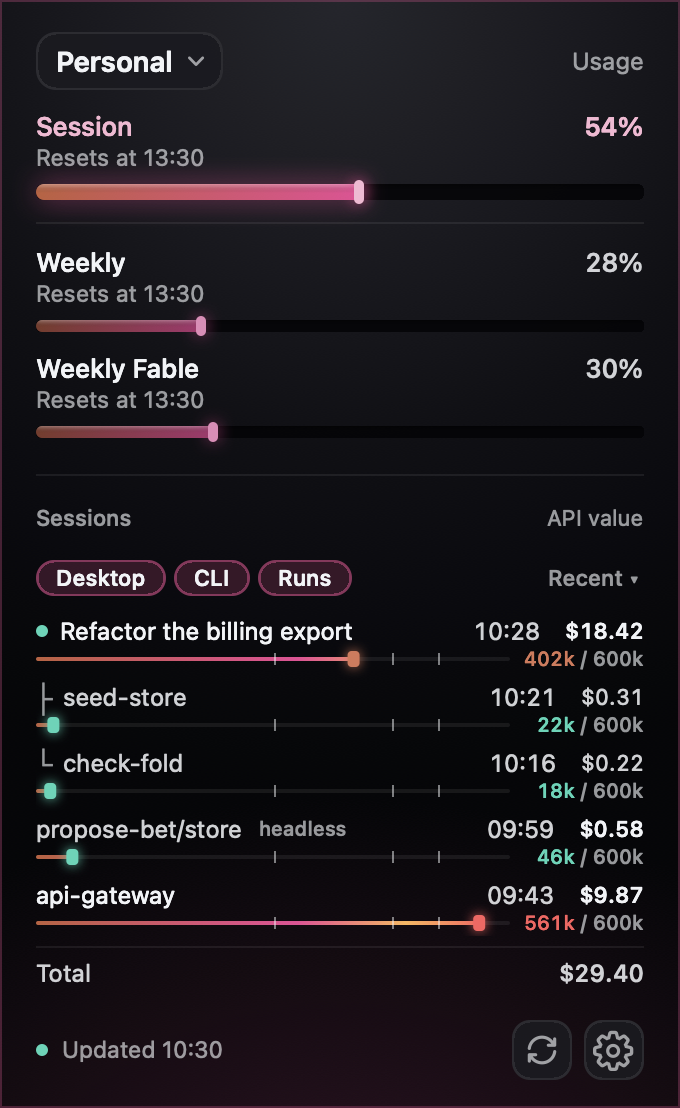 Personal
Usage
Session 54%
Resets at 13:30
Weekly 28%
Resets at 13:30
Weekly Fable 30%
Resets at 13:30
Sessions API value
Desktop CLI Runs Recent
Refactor the billing export 10:28 $18.42
402k / 600k
seed-store 10:21 $0.31
22k / 600k
check-fold 10:16 $0.22
18k / 600k
propose-bet/store headless 09:59 $0.58
46k / 600k
api-gateway 09:43 $9.87
561k / 600k
Total $29.40
Updated 10:30